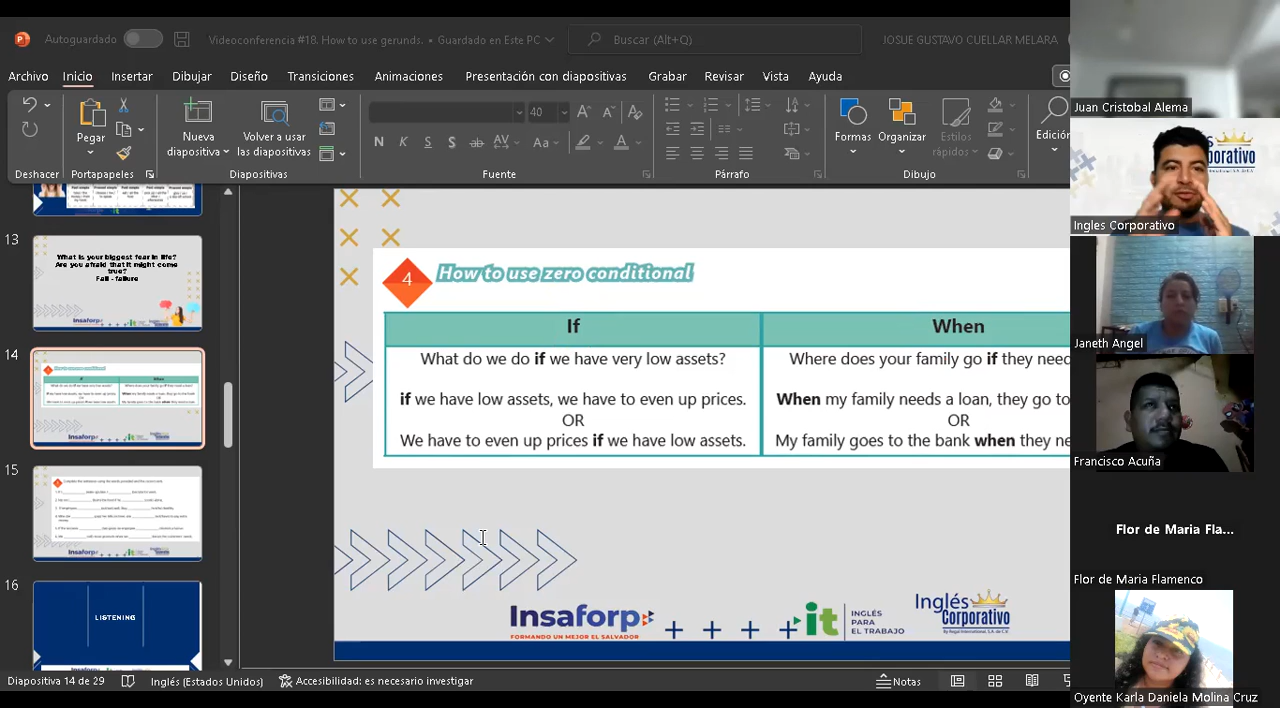 Autoguardado
Videoconferencia #18. How to use gerunds. • Guardado en Este PC
Buscar (Alt+Q)
JOSUE GUSTAVO CUELLAR MELARA
Archivo Inicio Insertar Dibujar Diseño Transiciones Animaciones Presentación con diapositivas Grabar Revisar Vista Ayuda
40
Pegar
Nueva diapositiva
Volver a usar las diapositivas
Formas
Organizar
Estilos rápidos
Edición
Deshacer
Portapapeles
Diapositivas
Fuente
Párrafo
Dibujo
13
What is your biggest fear in life?
Are you afraid that it might come
true?
Fail - failure
14
15
16
LISTENING
4
How to use zero conditional
If
When
What do we do if we have very low assets?
Where does your family go if they need
if we have low assets, we have to even up prices.
When my family needs a loan, they go to
OR
OR
We have to even up prices if we have low assets.
My family goes to the bank when they ne
Insaforp
FORMANDO UN MEJOR EL SALVADOR
it
INGLÉS
PARA
EL TRABAJO
Inglés
Corporativo
By Regal International, S.A. de C.V.
Diapositiva 14 de 29
Inglés (Estados Unidos)
Accesibilidad: es necesario investigar
Notas
Juan Cristobal Alema
Ingles Corporativo
Janeth Angel
Francisco Acuña
Flor de Maria Fla...
Flor de Maria Flamenco
Oyente Karla Daniela Molina Cruz